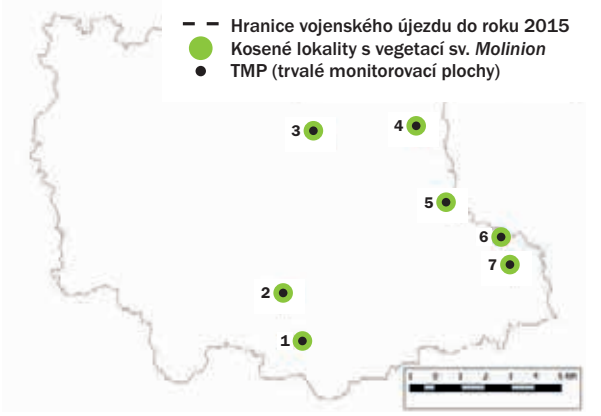 Hranice vojenského újezdu do roku 2015
Kosené lokality s vegetací sv. Molinion
TMP (trvalé monitorovací plochy)
3
4
5
6
7
2
1